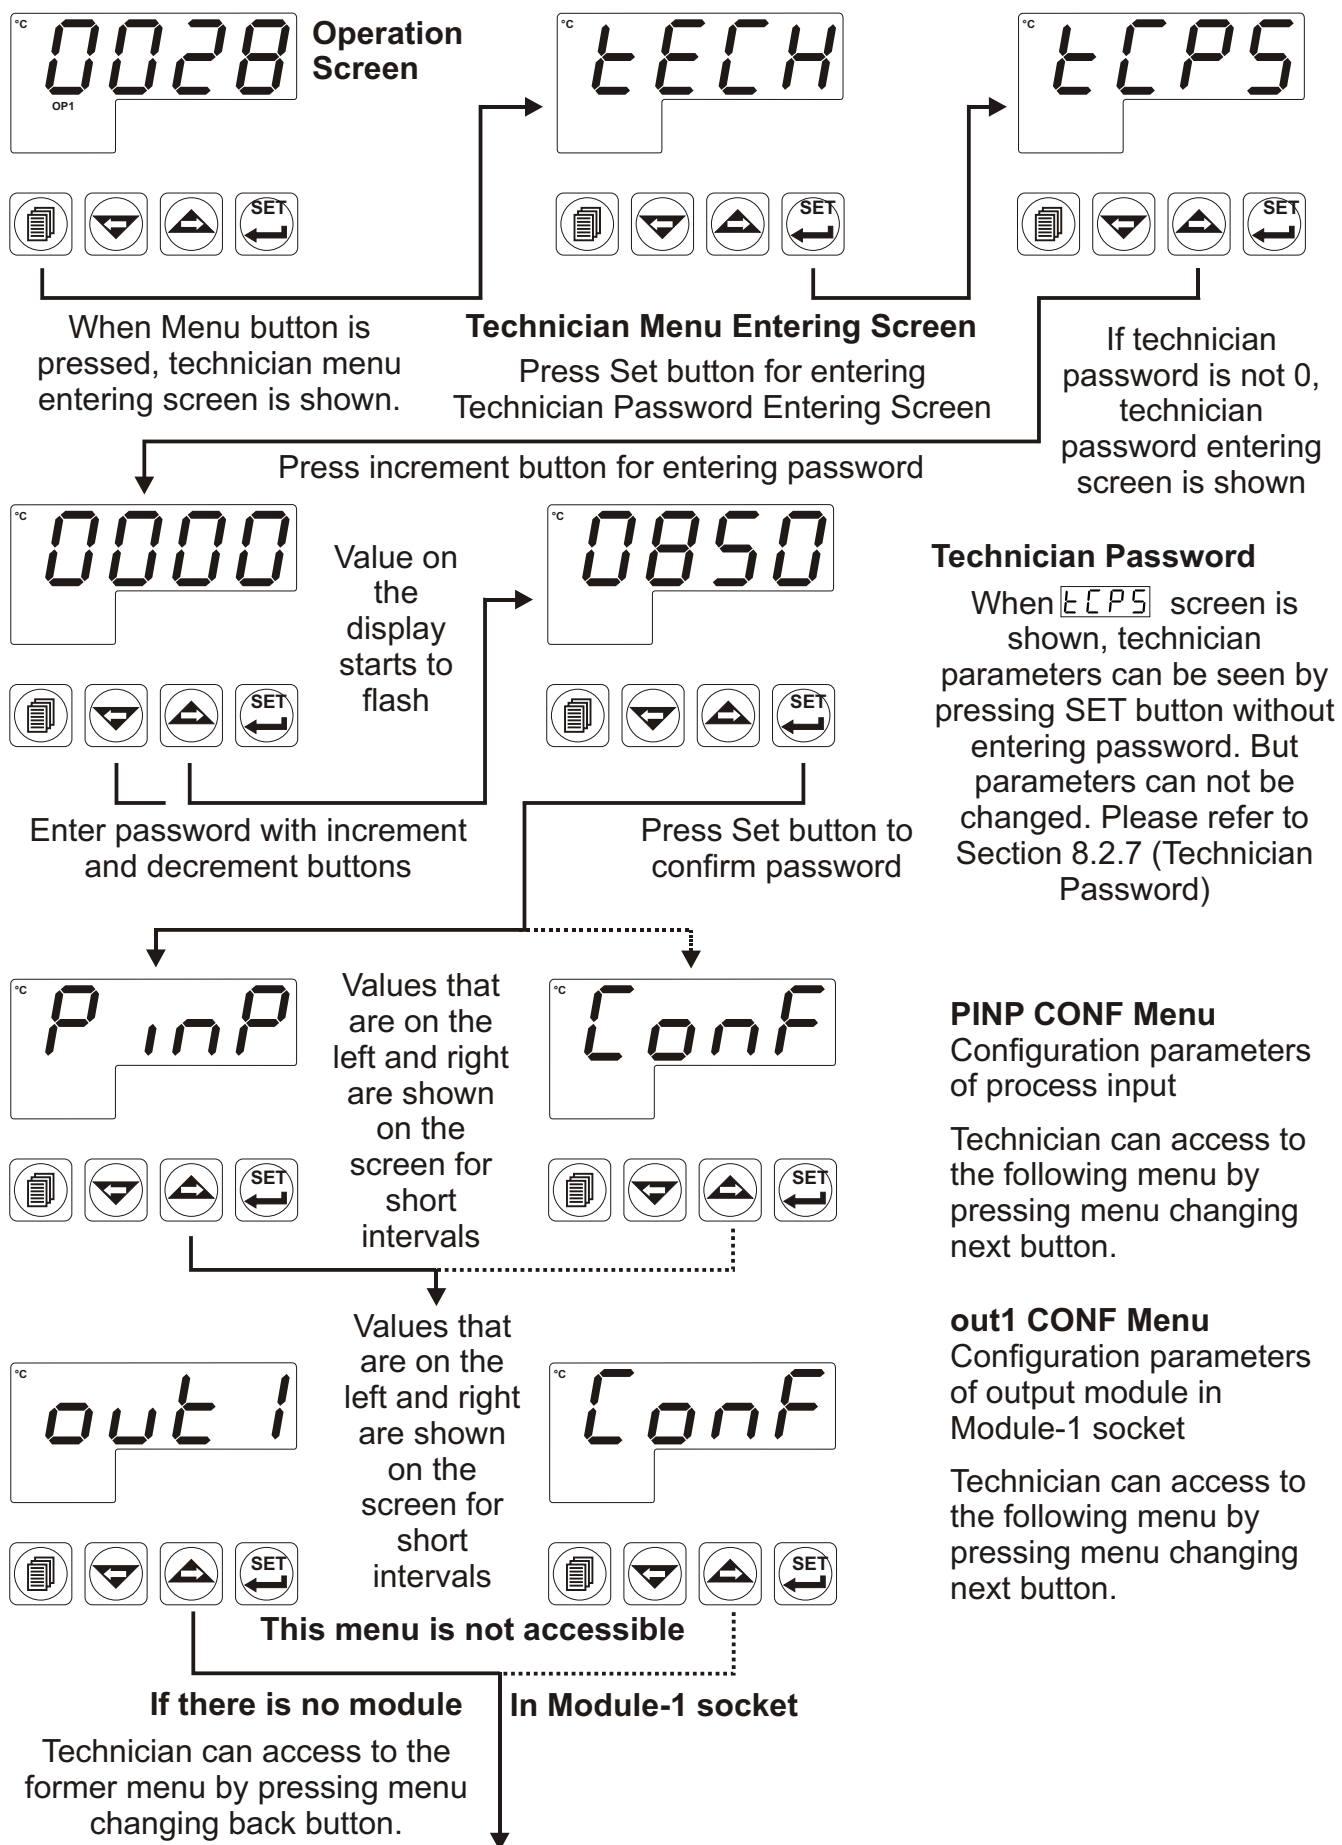 °C
0028
OP1
Operation
Screen
°C
tECH
°C
tCPS
SET
SET
SET
When Menu button is
pressed, technician menu
entering screen is shown.
Technician Menu Entering Screen
Press Set button for entering
Technician Password Entering Screen
If technician
password is not 0,
technician
password entering
screen is shown
Press increment button for entering password
°C
0000
Value on
the
display
starts to
flash
°C
0850
SET
SET
Enter password with increment
and decrement buttons
Press Set button to
confirm password
Technician Password
When tCPS screen is
shown, technician
parameters can be seen by
pressing SET button without
entering password. But
parameters can not be
changed. Please refer to
Section 8.2.7 (Technician
Password)
°C
PinP
Values that
are on the
left and right
are shown
on the
screen for
short
intervals
°C
ConF
SET
SET
PINP CONF Menu
Configuration parameters
of process input
Technician can access to
the following menu by
pressing menu changing
next button.
°C
out1
Values that
are on the
left and right
are shown
on the
screen for
short
intervals
°C
ConF
SET
SET
out1 CONF Menu
Configuration parameters
of output module in
Module-1 socket
Technician can access to
the following menu by
pressing menu changing
next button.
This menu is not accessible
If there is no module
In Module-1 socket
Technician can access to the
former menu by pressing menu
changing back button.